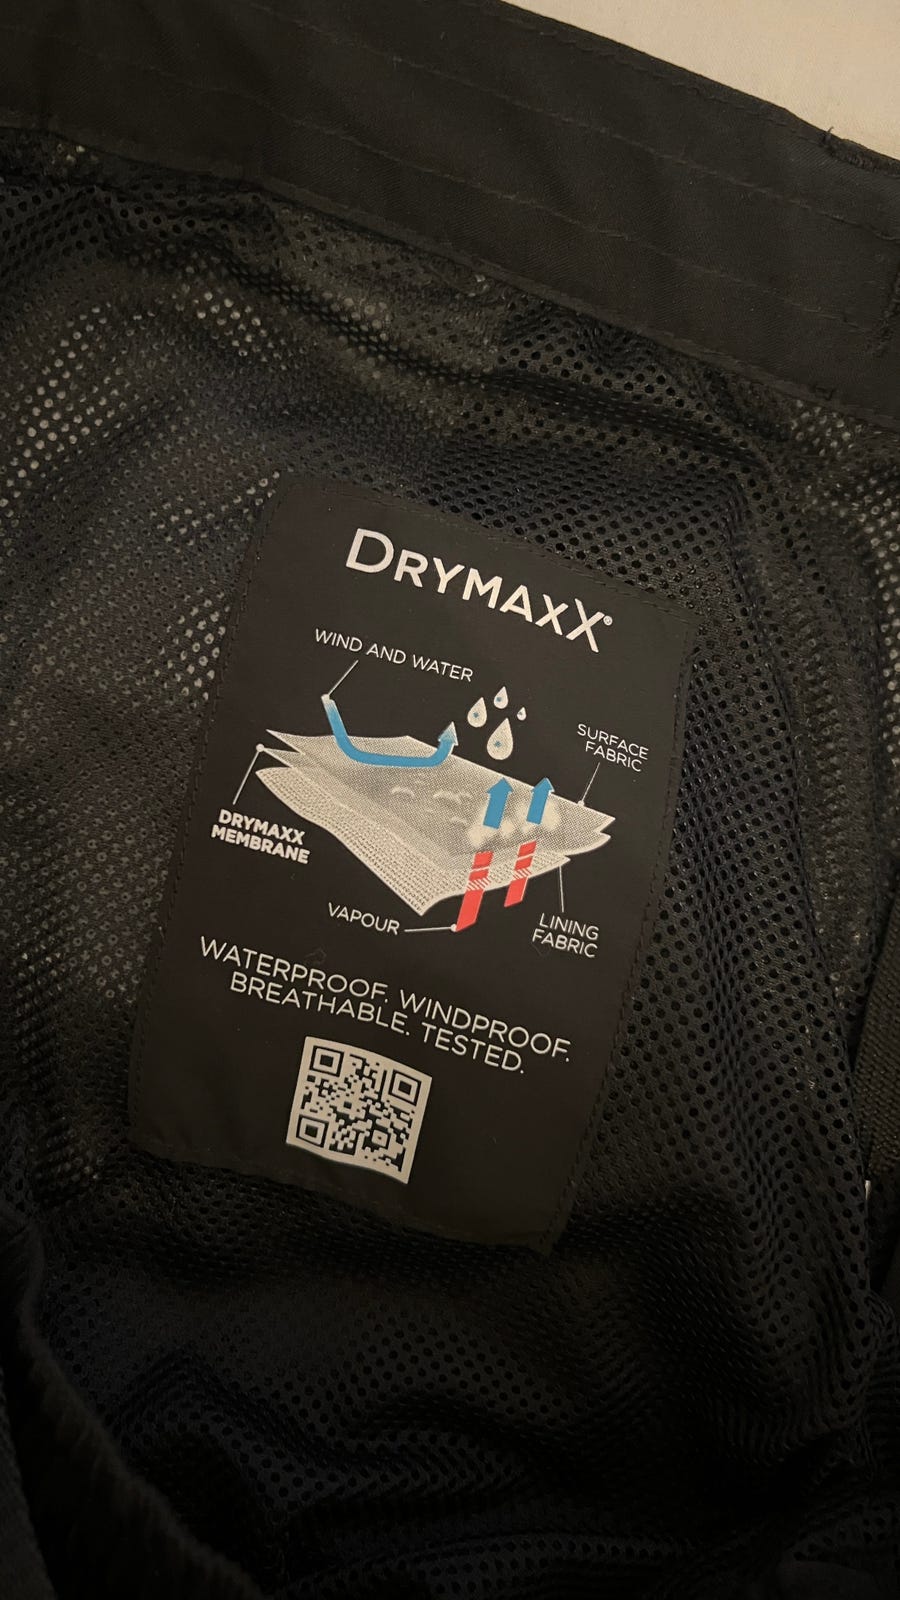 DRYMAXX®
WIND AND WATER
SURFACE
FABRIC
DRYMAXX
MEMBRANE
VAPOUR
LINING
FABRIC
WATERPROOF. WINDPROOF.
BREATHABLE. TESTED.